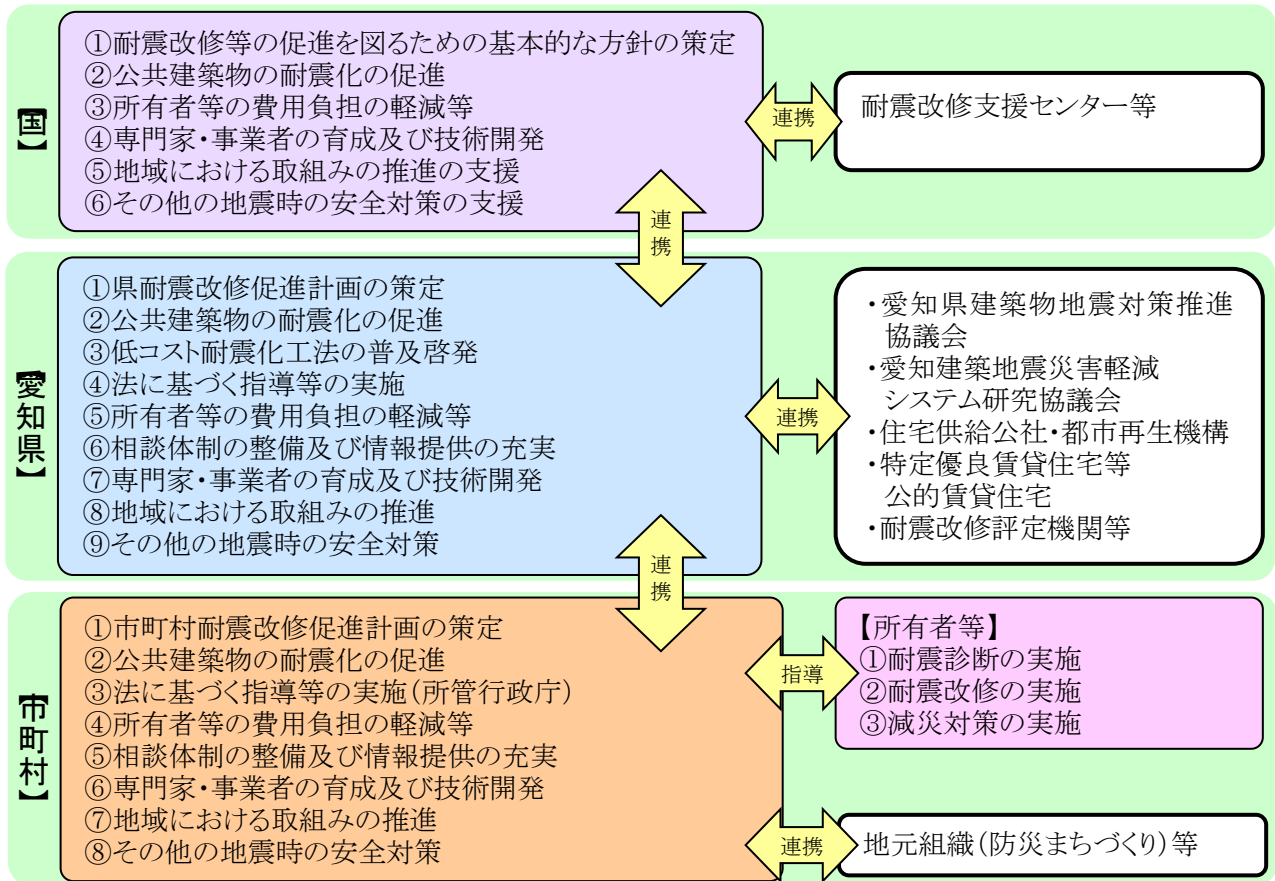 【国】
①耐震改修等の促進を図るための基本的な方針の策定
②公共建築物の耐震化の促進
③所有者等の費用負担の軽減等
④専門家・事業者の育成及び技術開発
⑤地域における取組みの推進の支援
⑥その他の地震時の安全対策の支援
連携
耐震改修支援センター等
連携
【愛知県】
①県耐震改修促進計画の策定
②公共建築物の耐震化の促進
③低コスト耐震化工法の普及啓発
④法に基づく指導等の実施
⑤所有者等の費用負担の軽減等
⑥相談体制の整備及び情報提供の充実
⑦専門家・事業者の育成及び技術開発
⑧地域における取組みの推進
⑨その他の地震時の安全対策
連携
・愛知県建築物地震対策推進
協議会
・愛知建築地震災害軽減
システム研究協議会
・住宅供給公社・都市再生機構
・特定優良賃貸住宅等
公的賃貸住宅
・耐震改修評定機関等
連携
【市町村】
①市町村耐震改修促進計画の策定
②公共建築物の耐震化の促進
③法に基づく指導等の実施(所管行政庁)
④所有者等の費用負担の軽減等
⑤相談体制の整備及び情報提供の充実
⑥専門家・事業者の育成及び技術開発
⑦地域における取組みの推進
⑧その他の地震時の安全対策
指導
【所有者等】
①耐震診断の実施
②耐震改修の実施
③減災対策の実施
連携
地元組織(防災まちづくり)等